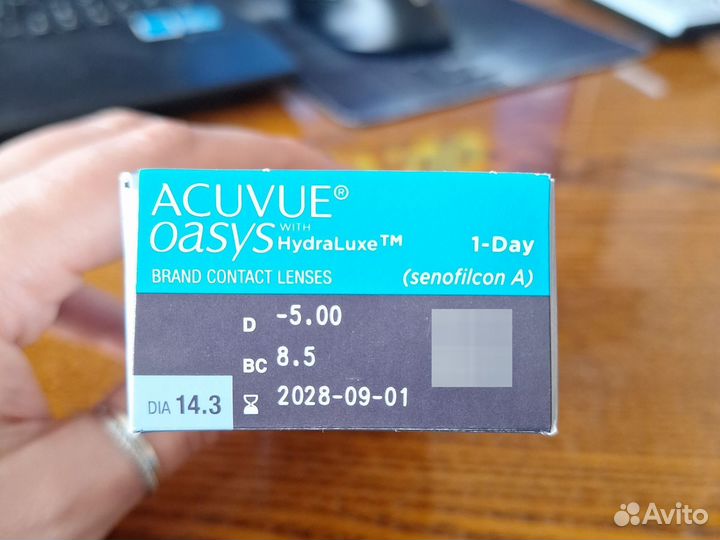 ACUVUE®
OASYS WITH HydraLuxe™ 1-Day
BRAND CONTACT LENSES (senofilcon A)
D -5.00
BC 8.5
DIA 14.3 2028-09-01
Avito